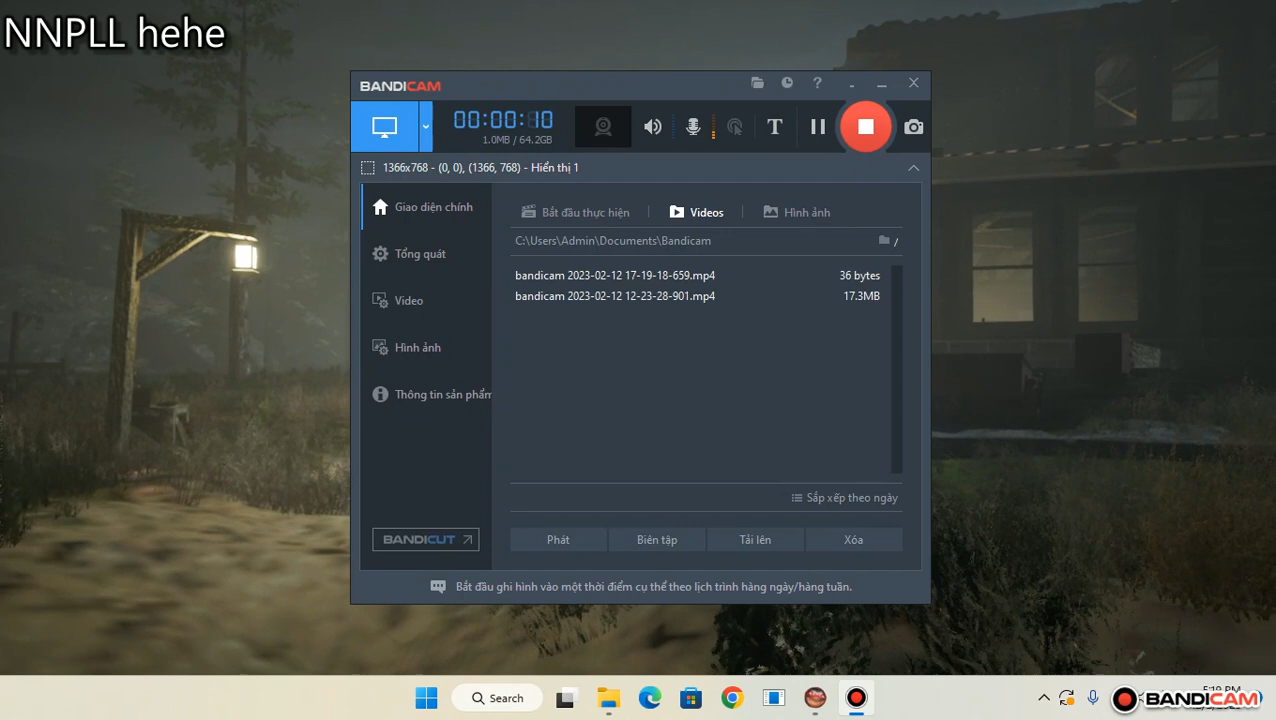 NNPLL hehe
BANDICAM
00:00:10
1.0MB / 64.2GB
1366x768 - (0, 0), (1366, 768) - Hiển thị 1
Giao diện chính
Tổng quát
Video
Hình ảnh
Thông tin sản phẩm
BANDICUT
Bắt đầu thực hiện
Videos
Hình ảnh
C:\Users\Admin\Documents\Bandicam
bandicam 2023-02-12 17-19-18-659.mp4 36 bytes
bandicam 2023-02-12 12-23-28-901.mp4 17.3MB
Sắp xếp theo ngày
Phát Biên tập Tải lên Xóa
Bắt đầu ghi hình vào một thời điểm cụ thể theo lịch trình hàng ngày/hàng tuần.
Search
BANDICAM